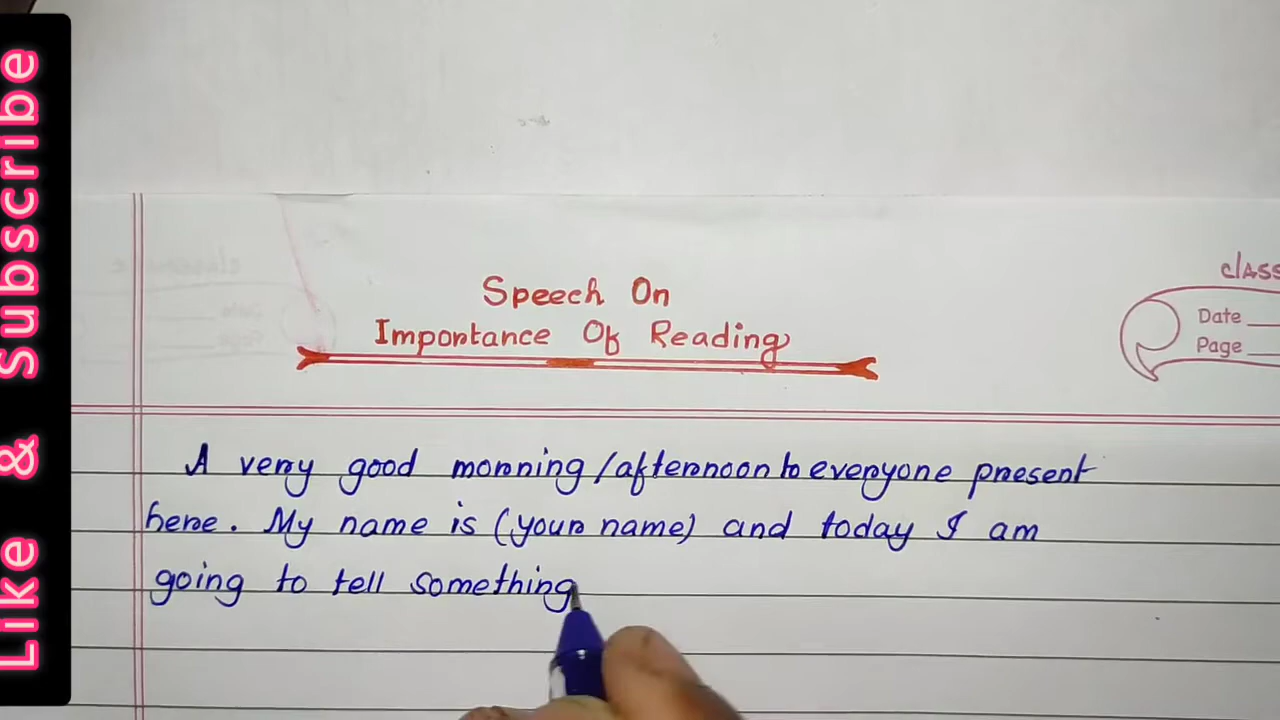 Like & Subscribe
Speech On
Importance Of Reading
class
Date
Page
A very good morning/afternoon to everyone present
here. My name is (your name) and today I am
going to tell something